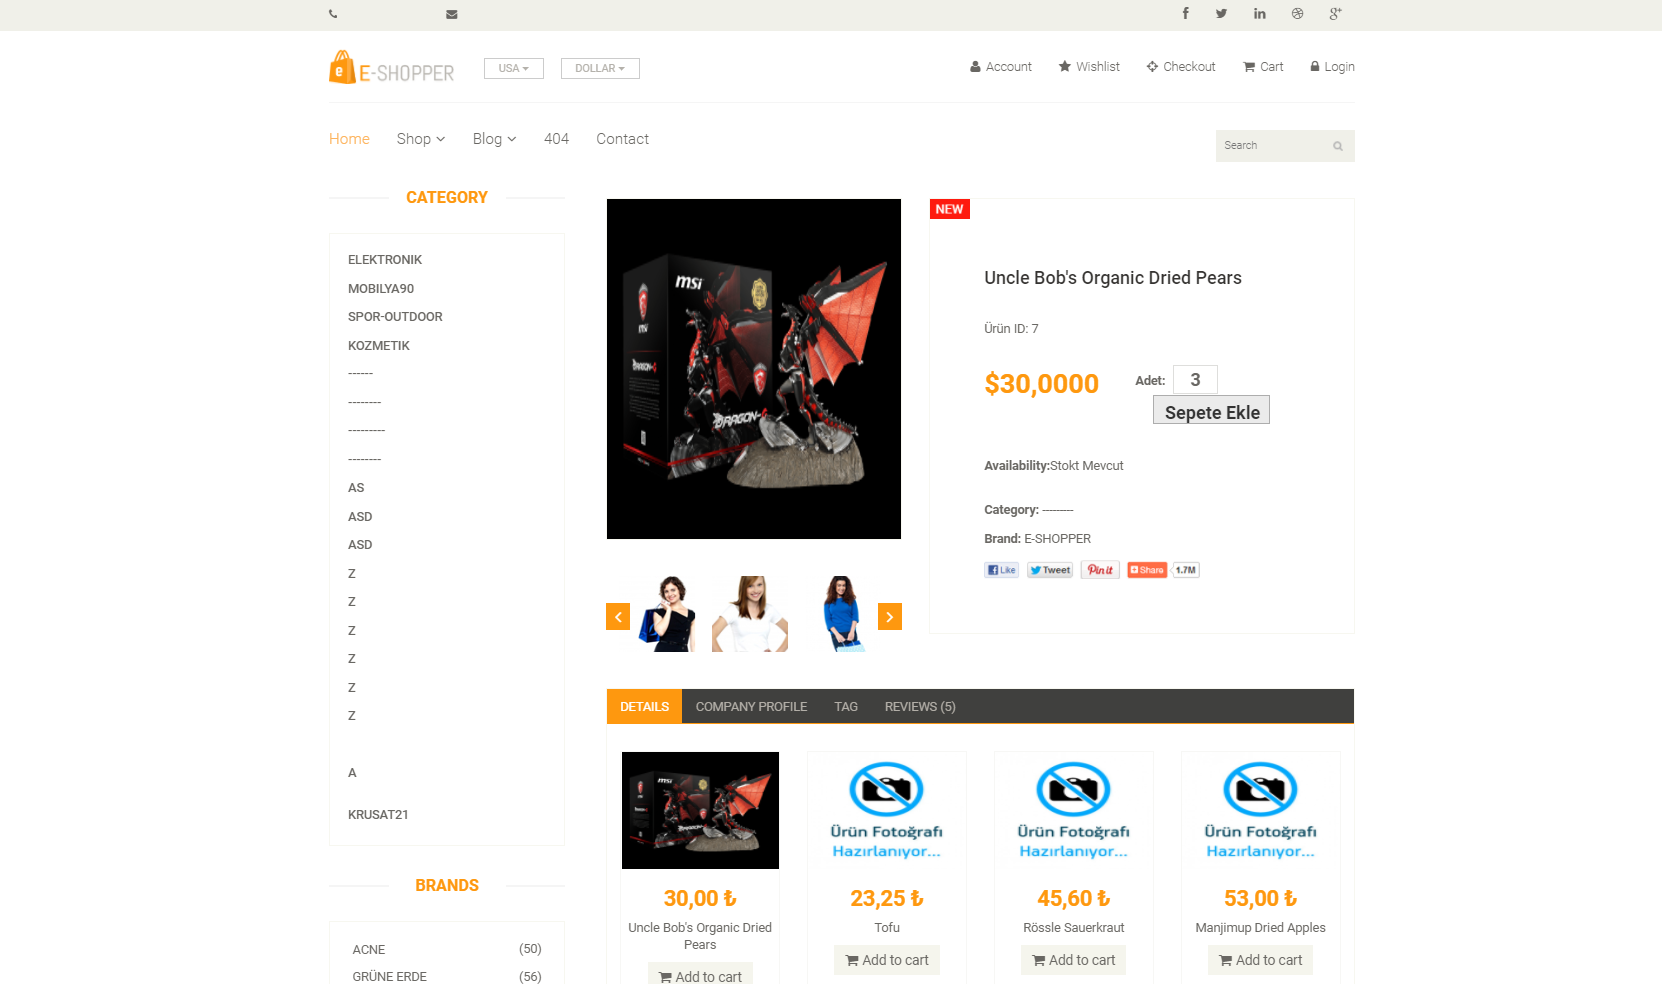 E-SHOPPER
USA
DOLLAR
Account
Wishlist
Checkout
Cart
Login
Home
Shop
Blog
404
Contact
Search
CATEGORY
ELEKTRONIK
MOBILYA90
SPOR-OUTDOOR
KOZMETIK
------
--------
---------
--------
AS
ASD
ASD
Z
Z
Z
Z
Z
Z
A
KRUSAT21
BRANDS
ACNE (50)
GRÜNE ERDE (56)
msi
DRAGON-G
NEW
Uncle Bob's Organic Dried Pears
Ürün ID: 7
$30,0000
Adet: 3
Sepete Ekle
Availability:Stokt Mevcut
Category: ---------
Brand: E-SHOPPER
Like
Tweet
Pin it
Share
1.7M
DETAILS
COMPANY PROFILE
TAG
REVIEWS (5)
msi
DRAGON-G
30,00 ₺
Uncle Bob's Organic Dried
Pears
Add to cart
Ürün Fotoğrafı
Hazırlanıyor...
23,25 ₺
Tofu
Add to cart
Ürün Fotoğrafı
Hazırlanıyor...
45,60 ₺
Rössle Sauerkraut
Add to cart
Ürün Fotoğrafı
Hazırlanıyor...
53,00 ₺
Manjimup Dried Apples
Add to cart